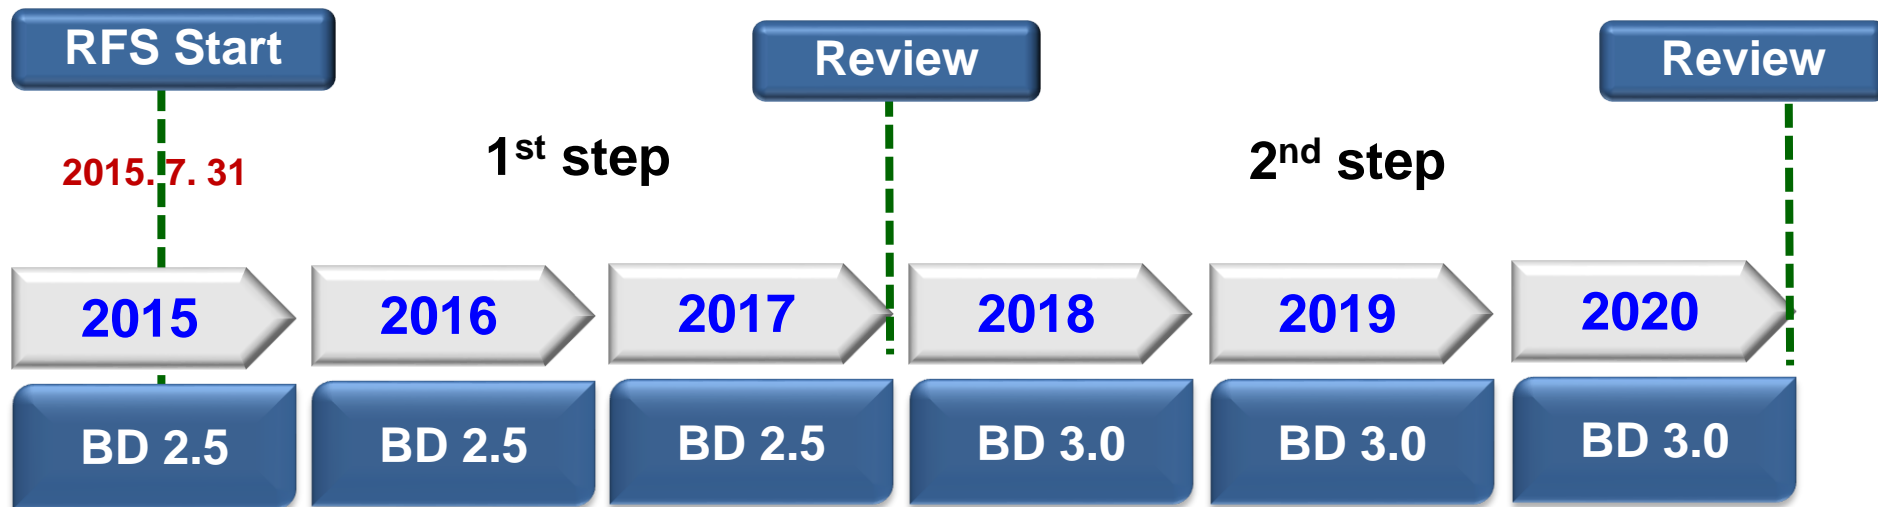 RFS Start
Review
Review
2015. 7. 31
1st step
2nd step
2015
2016
2017
2018
2019
2020
BD 2.5
BD 2.5
BD 2.5
BD 3.0
BD 3.0
BD 3.0